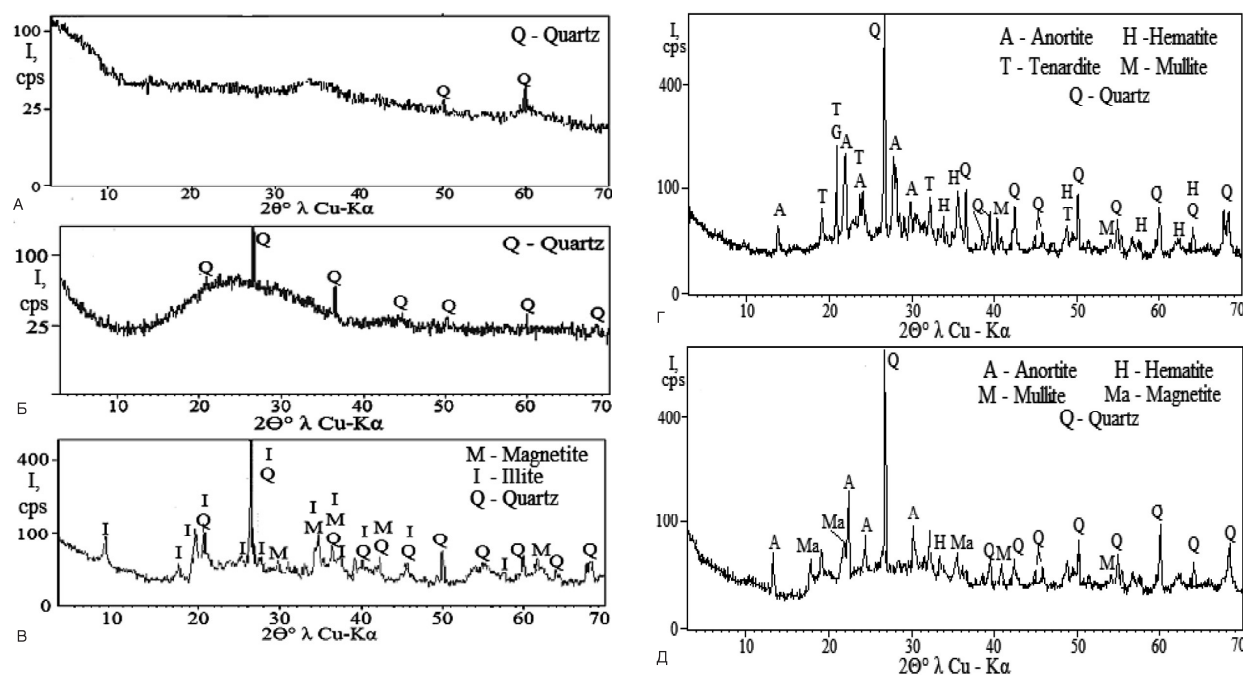 100
I,
cps
25
0
Q - Quartz
Q
Q
10 20 30 40 50 60 70
2θ° λ Cu-Kα
А
100
I,
cps
25
Q - Quartz
Q
Q
Q
Q
Q
Q
Q
10 20 30 40 50 60 70
2Θ° λ Cu-Kα
Б
400
I,
cps
100
0
M - Magnetite
I - Illite
Q - Quartz
I
I
I
I
Q
I
Q
I
I
M
I
M
I
M
Q
I
I
Q
M
Q
I
Q
Q
Q
I
Q
M
Q
Q
10 20 30 40 50 60 70
2Θ° λ Cu-Kα
В
I,
cps
400
100
0
A - Anortite H -Hematite
T - Tenardite M - Mullite
Q - Quartz
A
T
T
G
A
T
A
Q
A
A
T
H
H
Q
Q
M
Q
Q
H
T
Q
M
Q
H
Q
H
H
Q
Q
10 20 30 40 50 60 70
2Θ° λ Cu - Kα
Г
I,
cps
400
100
0
A - Anortite H - Hematite
M - Mullite Ma - Magnetite
Q - Quartz
A
Ma
Ma
A
A
Q
A
H
Ma
Q
M
Q
Q
Q
M
Q
Q
Q
Q
10 20 30 40 50 60 70
2Θ° λ Cu - Kα
Д